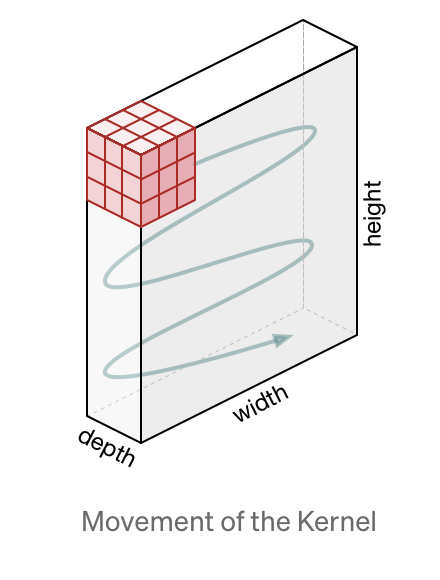 height
width
depth
Movement of the Kernel